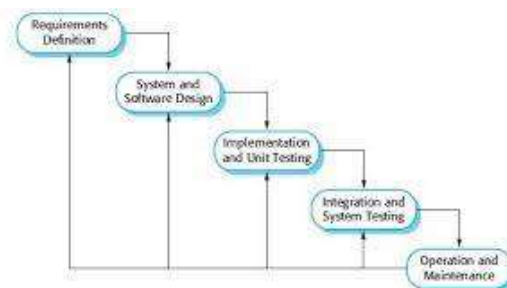 Requirements
Definition
System and
Software Design
Implementation
and Unit Testing
Integration and
System Testing
Operation and
Maintenance